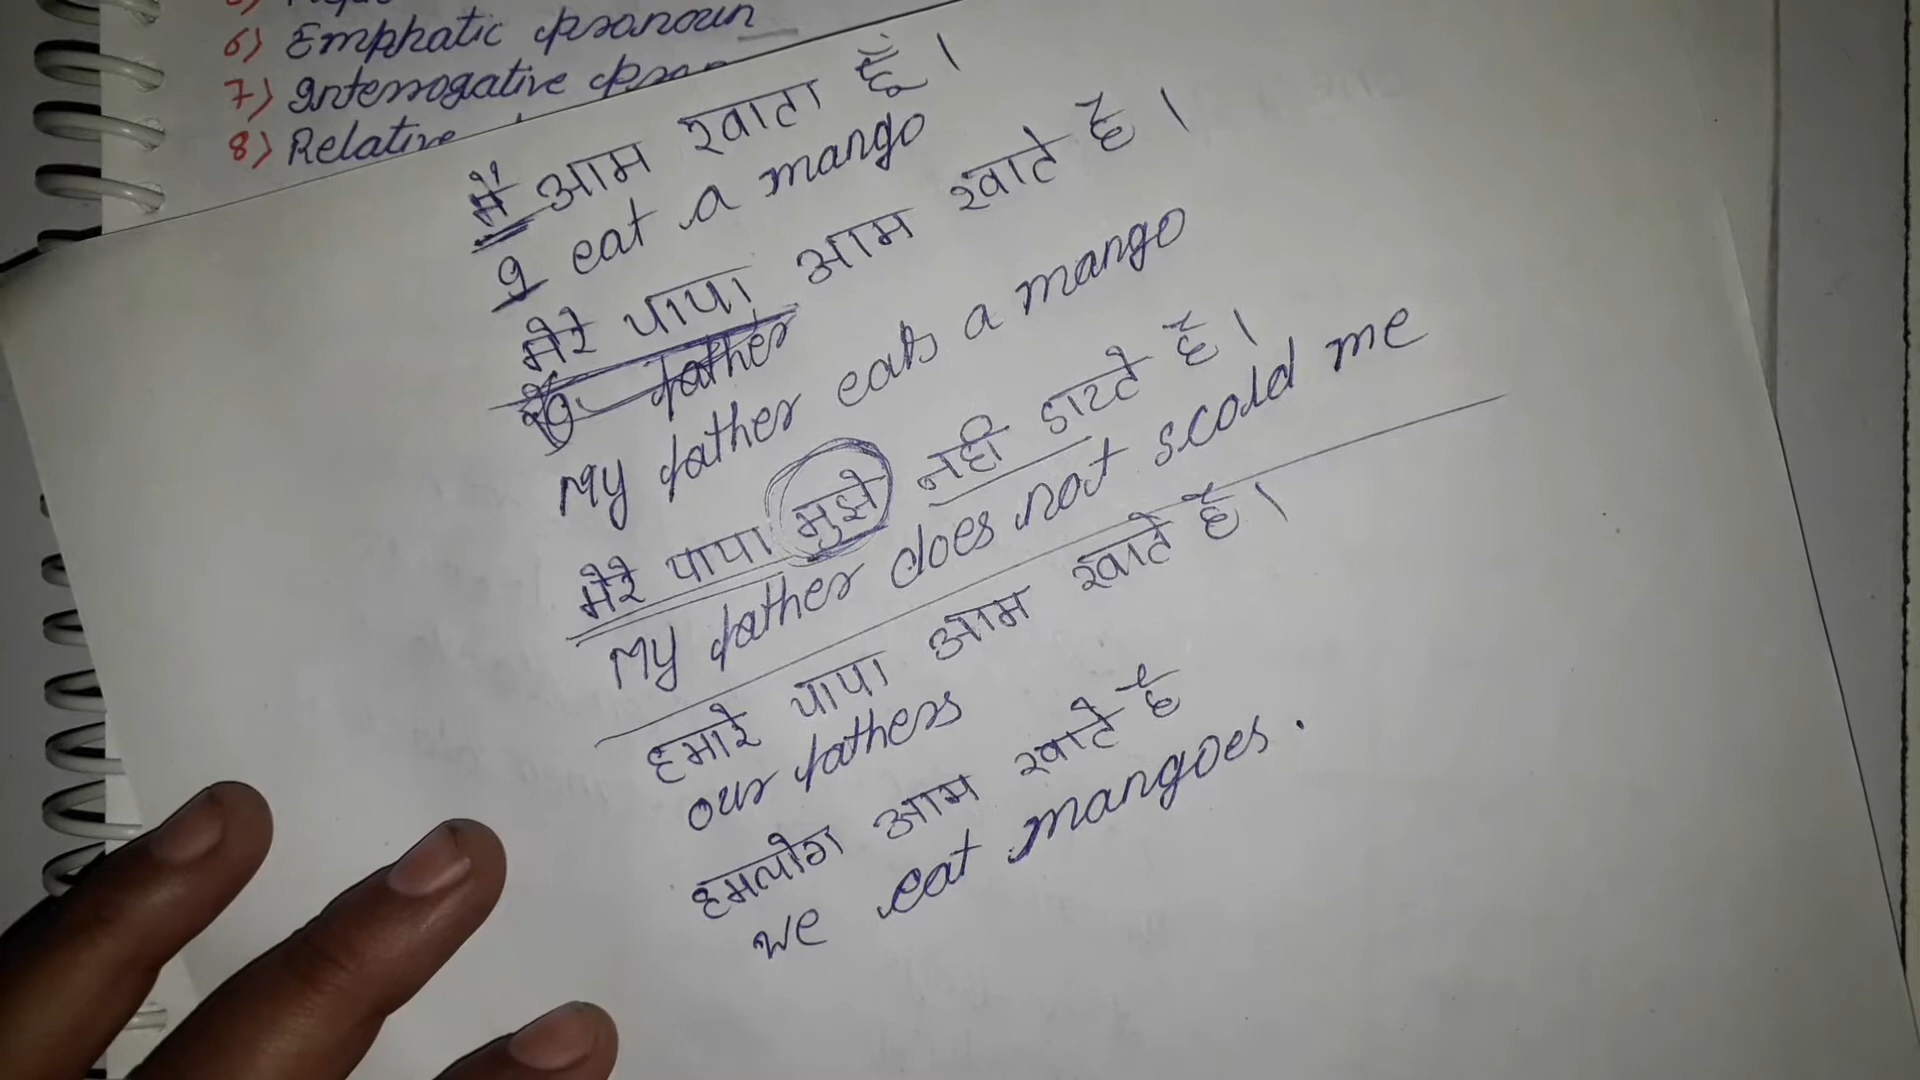 6) Emphatic pronoun
7) Interrogative
8) Relative
मैं आम खाता हूँ।
I eat a mango
मेरे पापा आम खाते हैं।
father
My father eats a mango
मेरे पापा मुझे नही डाटते हैं।
My father does not scold me
हमारे पापा आम खाते हैं।
our fathers
हमलोग आम खाते है
we eat mangoes.